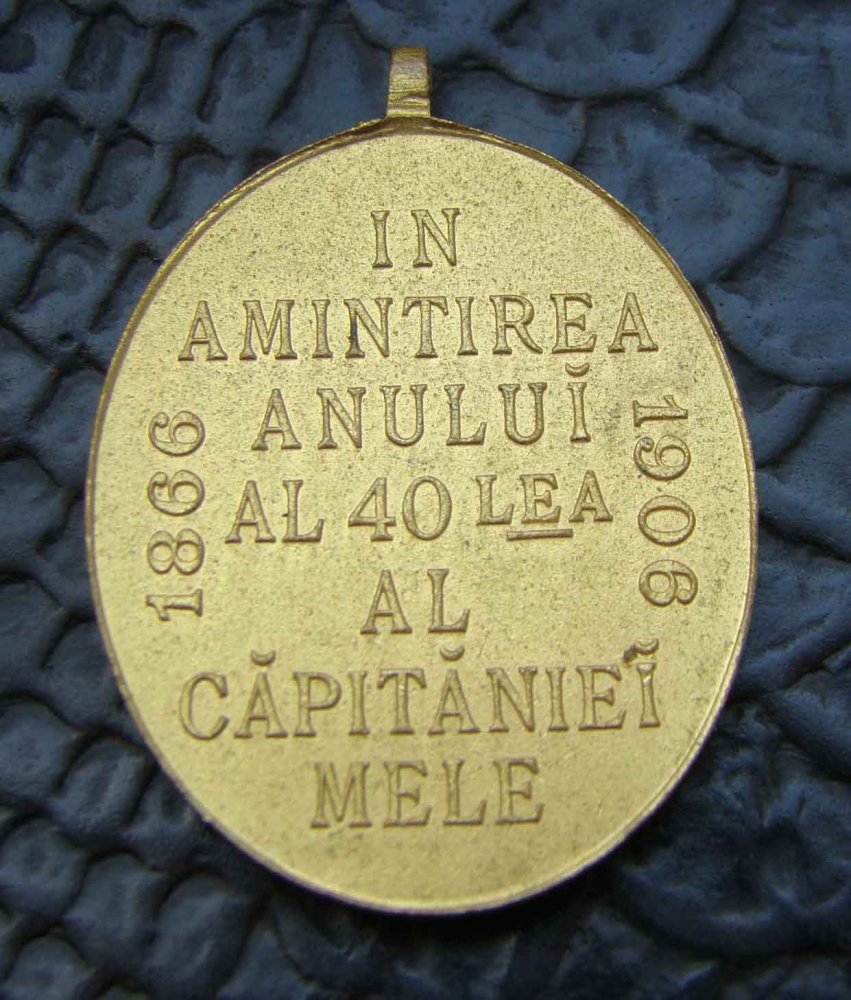 IN
AMINTIREA
ANULUĬ
AL 40 LEA
AL
CĂPITĂNIEĬ
MELE
1866
1906